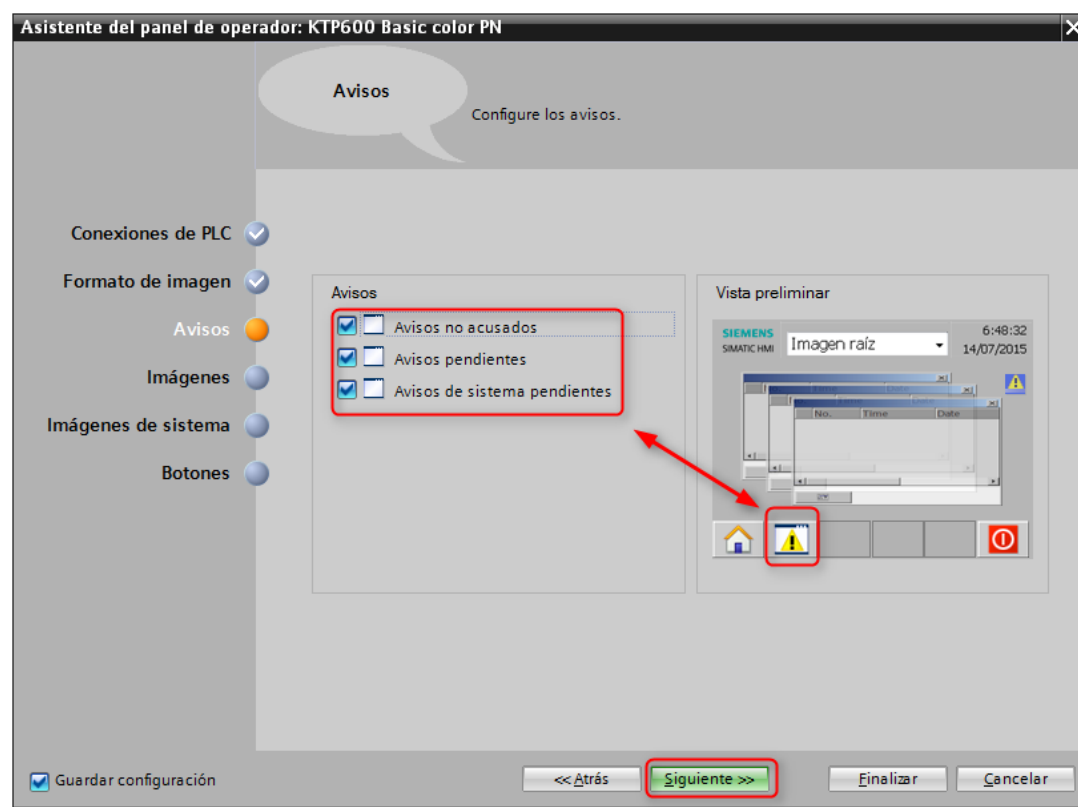 Asistente del panel de operador: KTP600 Basic color PN
Avisos
Configure los avisos.
Conexiones de PLC
Formato de imagen
Avisos
Imágenes
Imágenes de sistema
Botones
Avisos
Avisos no acusados
Avisos pendientes
Avisos de sistema pendientes
Vista preliminar
SIEMENS
SIMATIC HMI
Imagen raíz
6:48:32
14/07/2015
Time Date
No. Time Date
Guardar configuración
<< Atrás
Siguiente >>
Finalizar
Cancelar